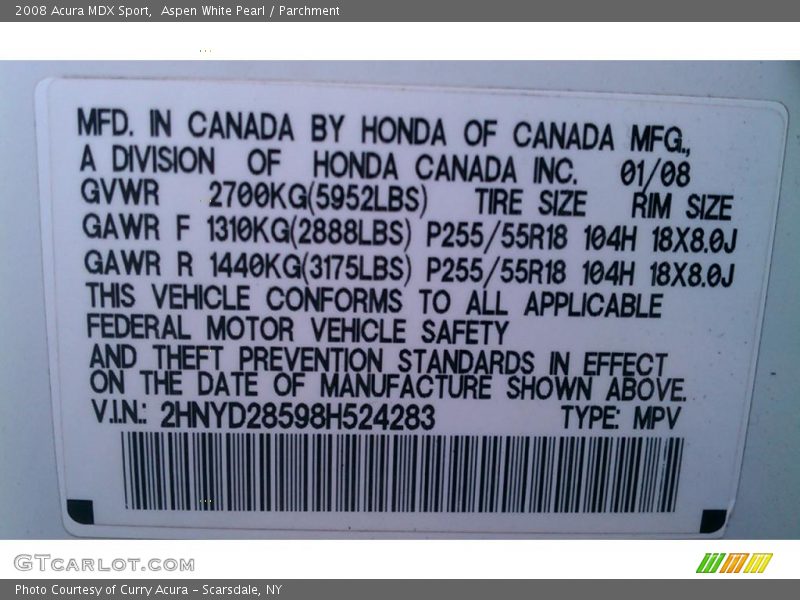 2008 Acura MDX Sport,  Aspen White Pearl / Parchment
MFD. IN CANADA BY HONDA OF CANADA MFG.,
A DIVISION OF HONDA CANADA INC. 01/08
GVWR 2700KG(5952LBS) TIRE SIZE RIM SIZE
GAWR F 1310KG(2888LBS) P255/55R18 104H 18X8.0J
GAWR R 1440KG(3175LBS) P255/55R18 104H 18X8.0J
THIS VEHICLE CONFORMS TO ALL APPLICABLE
FEDERAL MOTOR VEHICLE SAFETY
AND THEFT PREVENTION STANDARDS IN EFFECT
ON THE DATE OF MANUFACTURE SHOWN ABOVE.
V.I.N.: 2HNYD28598H524283 TYPE: MPV
GTCARLOT.COM
Photo Courtesy of Curry Acura - Scarsdale, NY